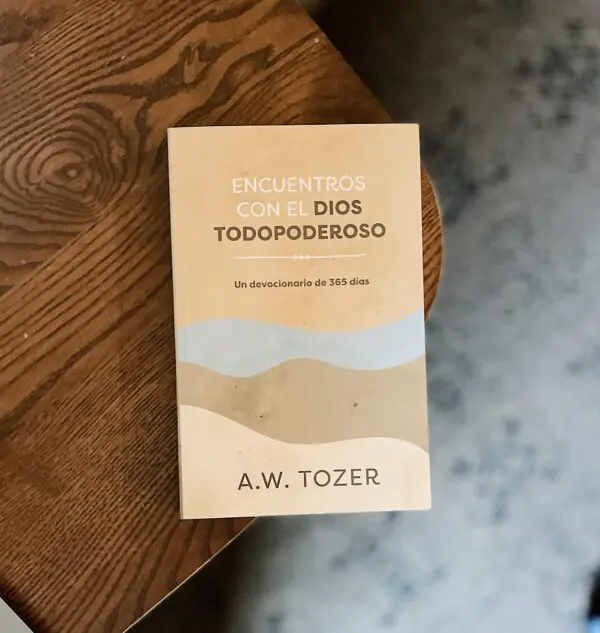 ENCUENTROS
CON EL DIOS
TODOPODEROSO
Un devocionario de 365 días
A.W. TOZER